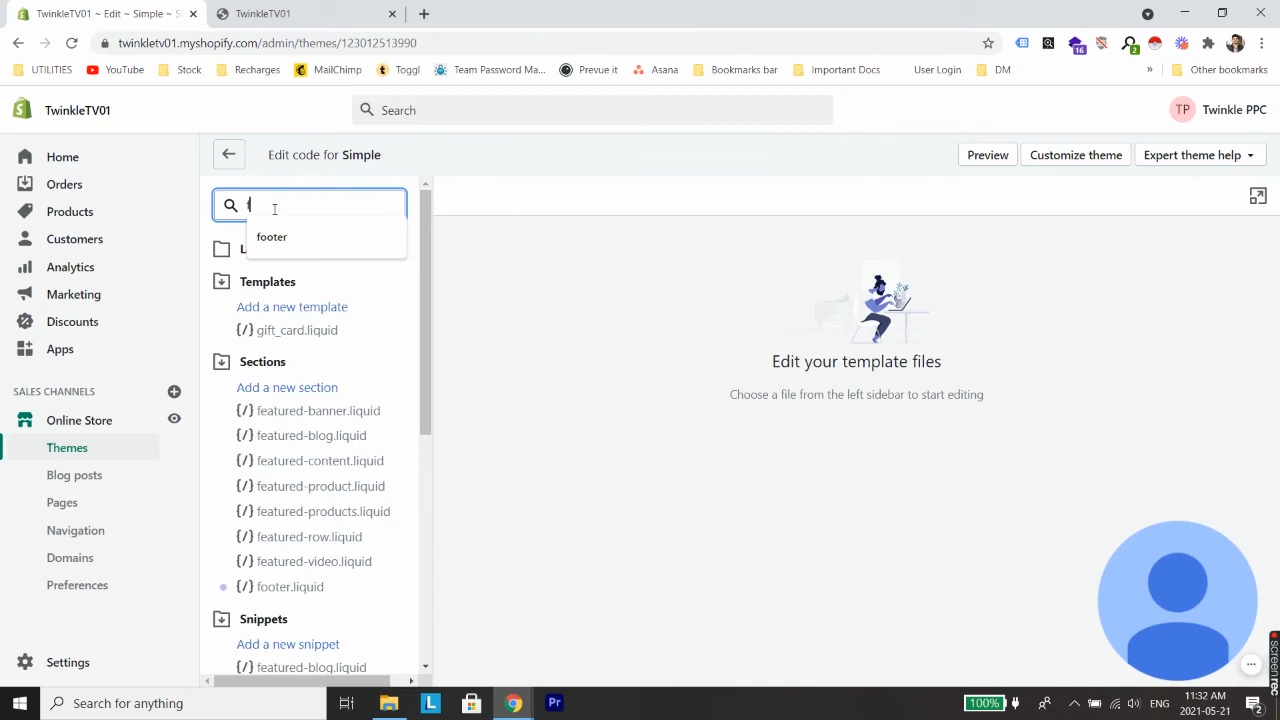 TwinkleTV01 ~ Edit ~ Simple ~ S
TwinkleTV01
twinkletv01.myshopify.com/admin/themes/123012513990
16
2
UTILITIES
YouTube
Stock
Recharges
MailChimp
Toggl
Team Password Ma...
Prevue it
Asana
Bookmarks bar
Important Docs
User Login
DM
»
Other bookmarks
TwinkleTV01
Search
TP
Twinkle PPC
Home
Orders
Products
Customers
Analytics
Marketing
Discounts
Apps
SALES CHANNELS
Online Store
Themes
Blog posts
Pages
Navigation
Domains
Preferences
Settings
Edit code for Simple
Preview
Customize theme
Expert theme help
f
footer
L
Templates
Add a new template
{/} gift_card.liquid
Sections
Add a new section
{/} featured-banner.liquid
{/} featured-blog.liquid
{/} featured-content.liquid
{/} featured-product.liquid
{/} featured-products.liquid
{/} featured-row.liquid
{/} featured-video.liquid
{/} footer.liquid
Snippets
Add a new snippet
{/} featured-blog.liquid
Edit your template files
Choose a file from the left sidebar to start editing
screenrec
Search for anything
L
Pr
100%
ENG
11:32 AM
2021-05-21
2